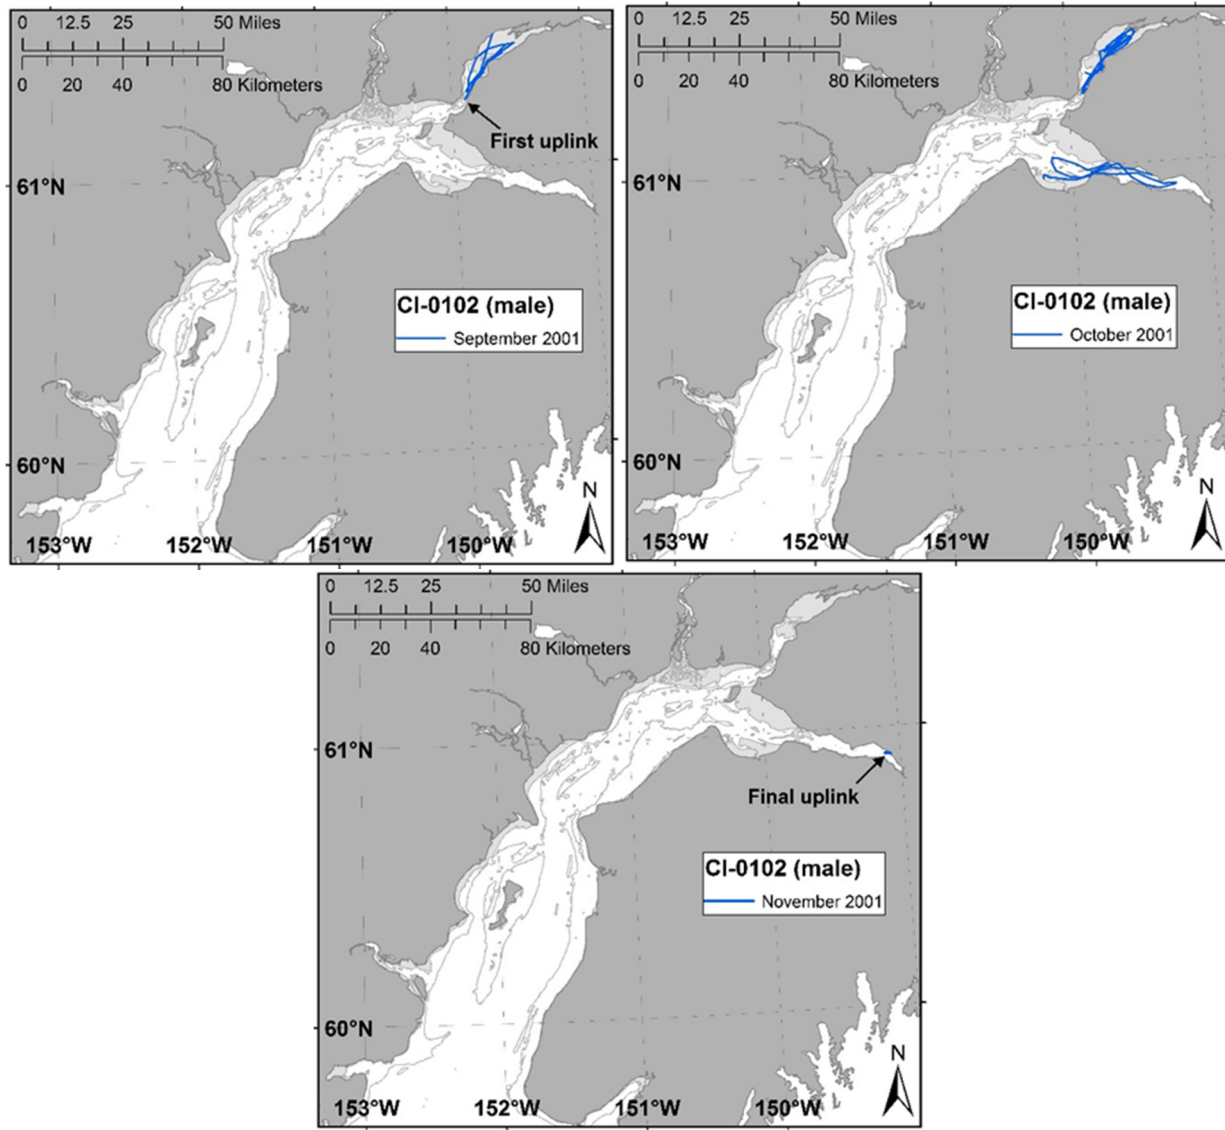 0 12.5 25 50 Miles
0 20 40 80 Kilometers
First uplink
61°N
CI-0102 (male)
September 2001
60°N
N
153°W 152°W 151°W 150°W
0 12.5 25 50 Miles
0 20 40 80 Kilometers
61°N
CI-0102 (male)
October 2001
60°N
N
153°W 152°W 151°W 150°W
0 12.5 25 50 Miles
0 20 40 80 Kilometers
61°N
Final uplink
CI-0102 (male)
November 2001
60°N
N
153°W 152°W 151°W 150°W